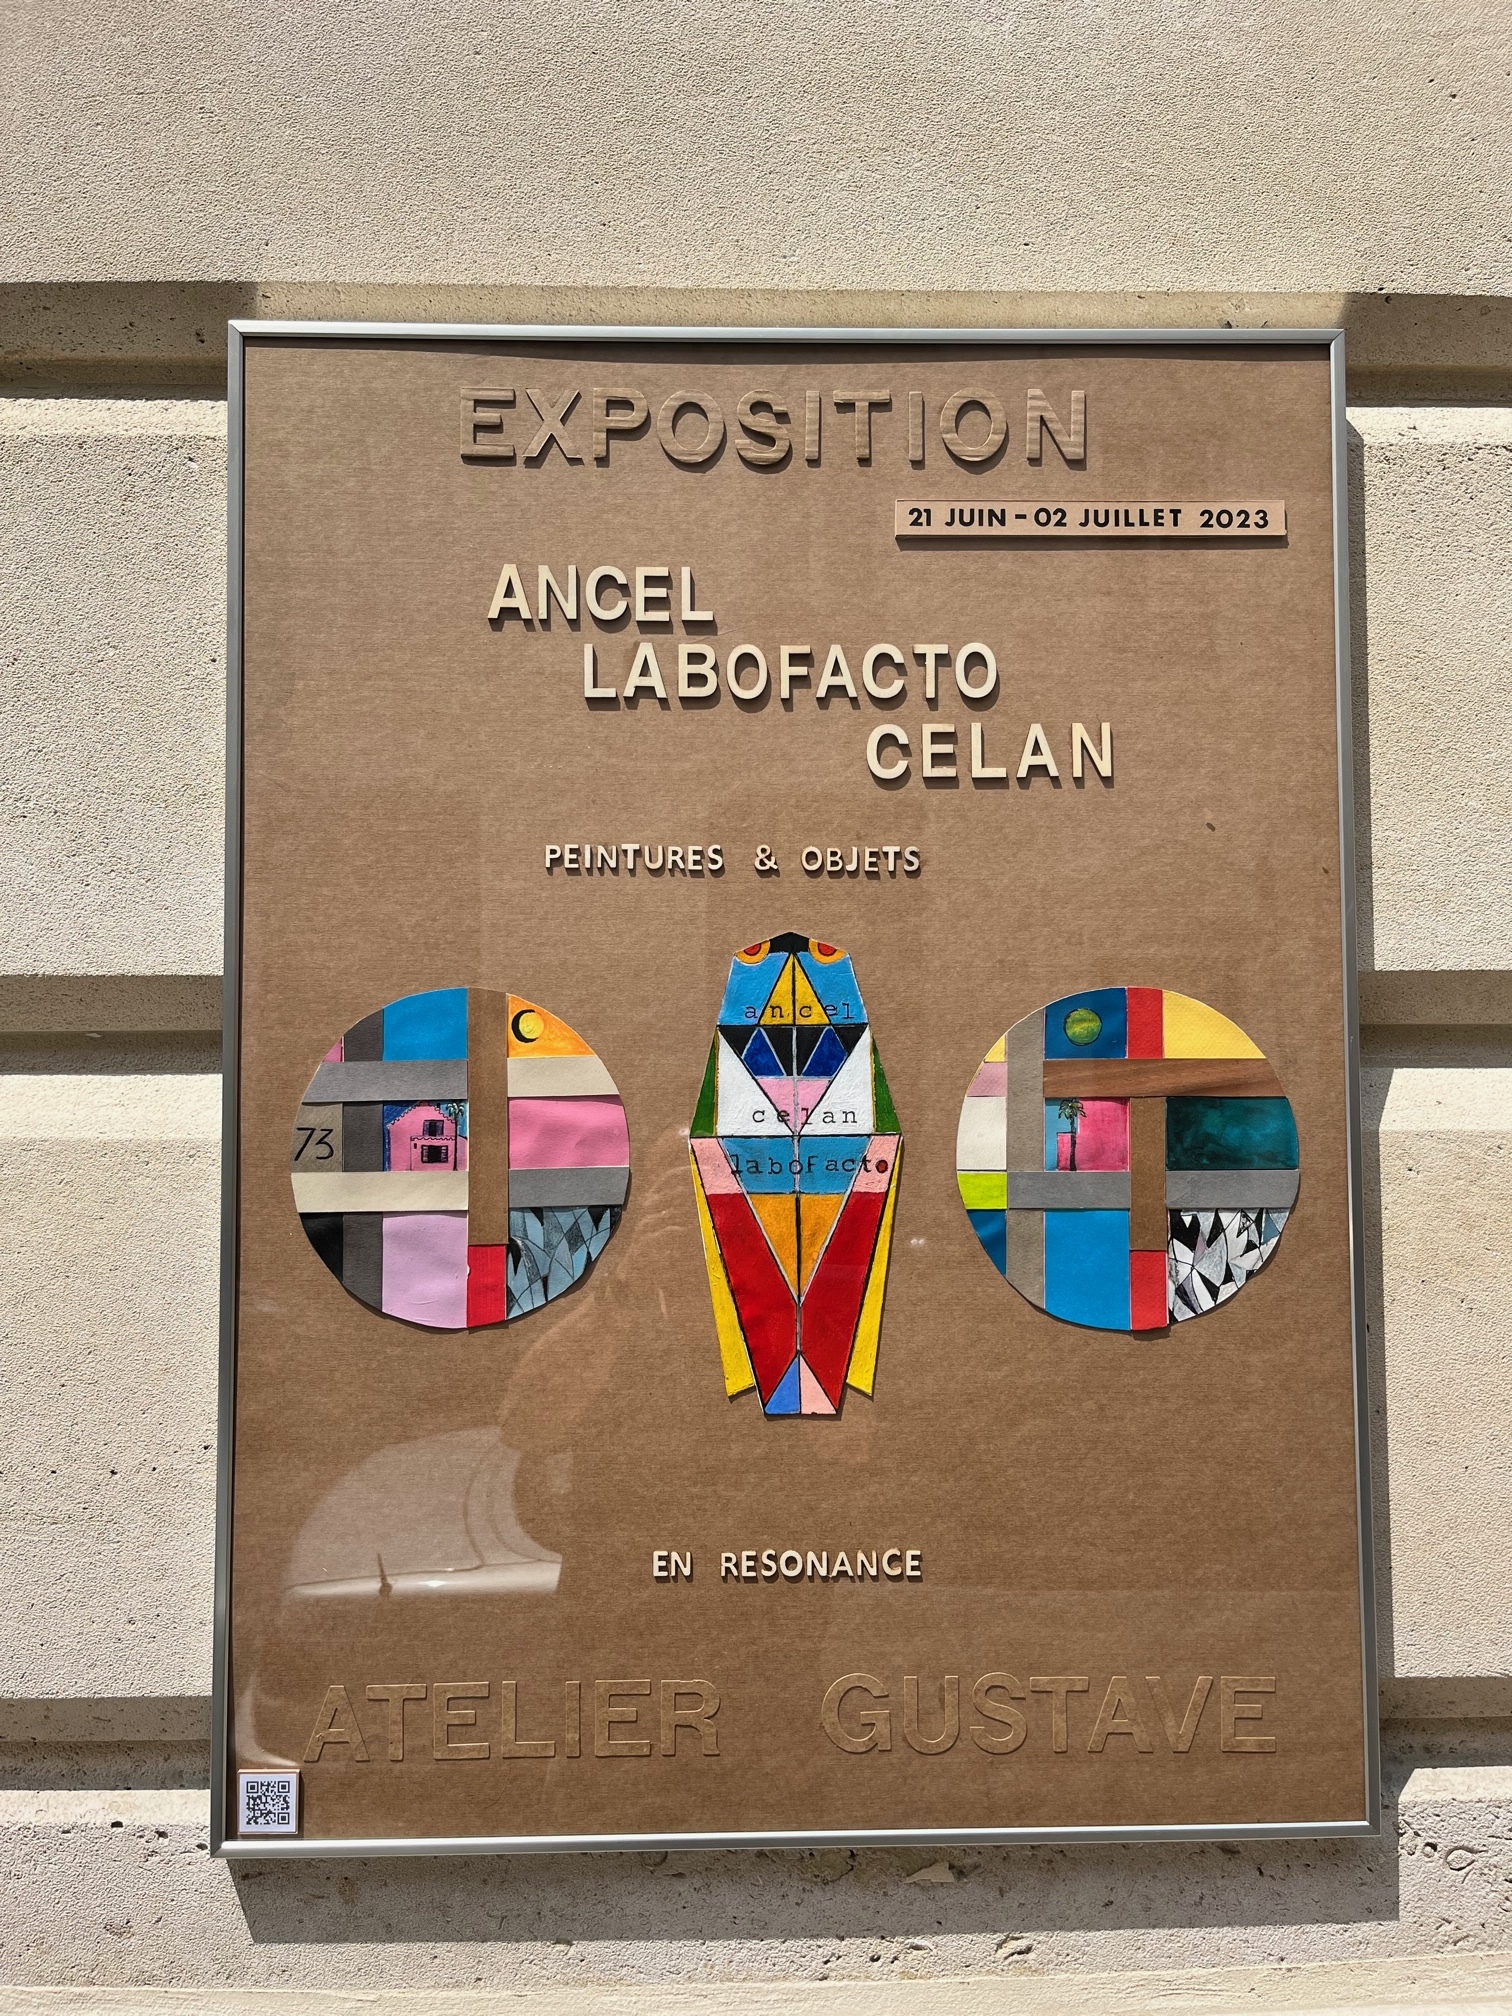 EXPOSITION
21 JUIN - 02 JUILLET 2023
ANCEL
LABOFACTO
CELAN
PEINTURES & OBJETS
ancel
celan
73
labofacto
EN RESONANCE
ATELIER GUSTAVE